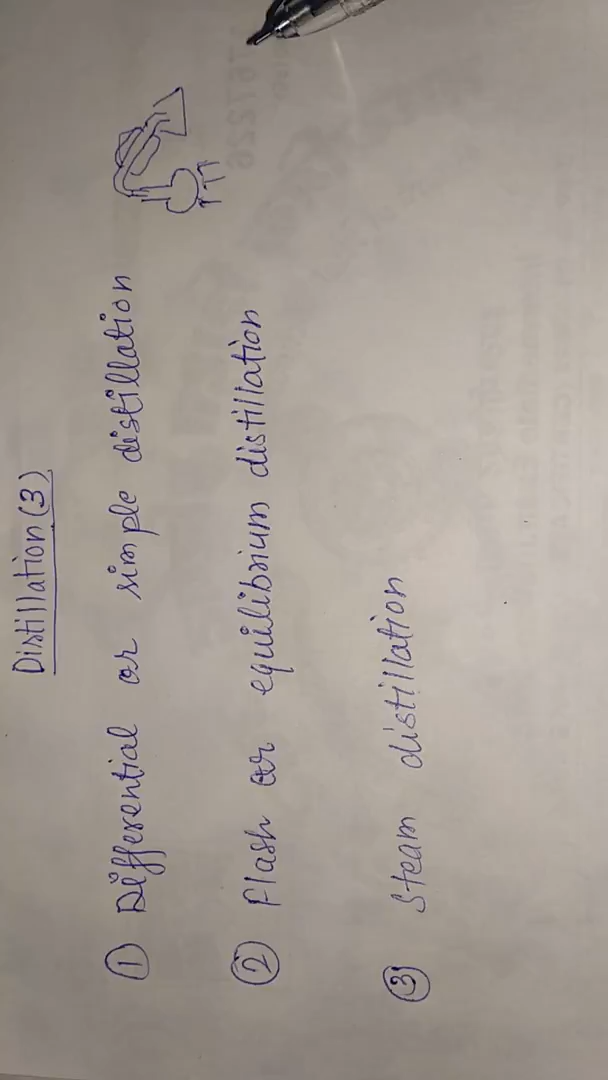 Distillation (3)
① Differential or simple distillation
② Flash or equilibrium distillation
③ Steam distillation